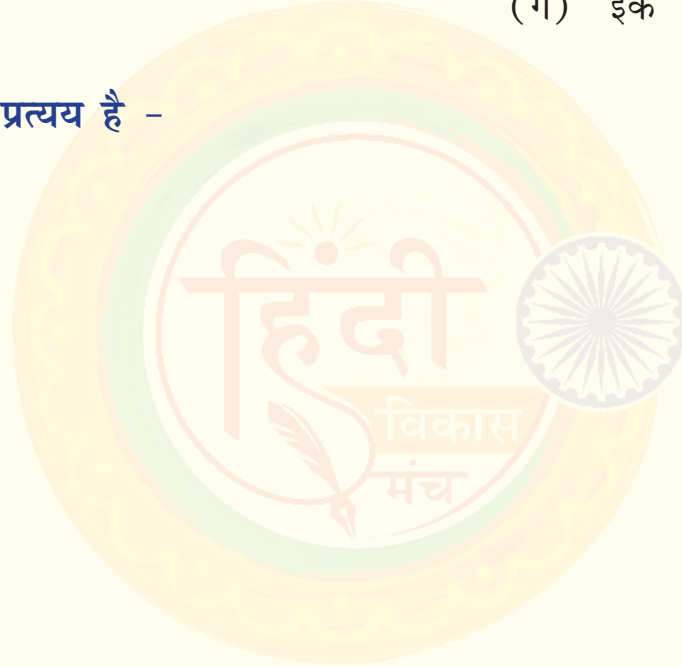 (ग) इक
प्रत्यय है -
हिंदी
विकास
मंच